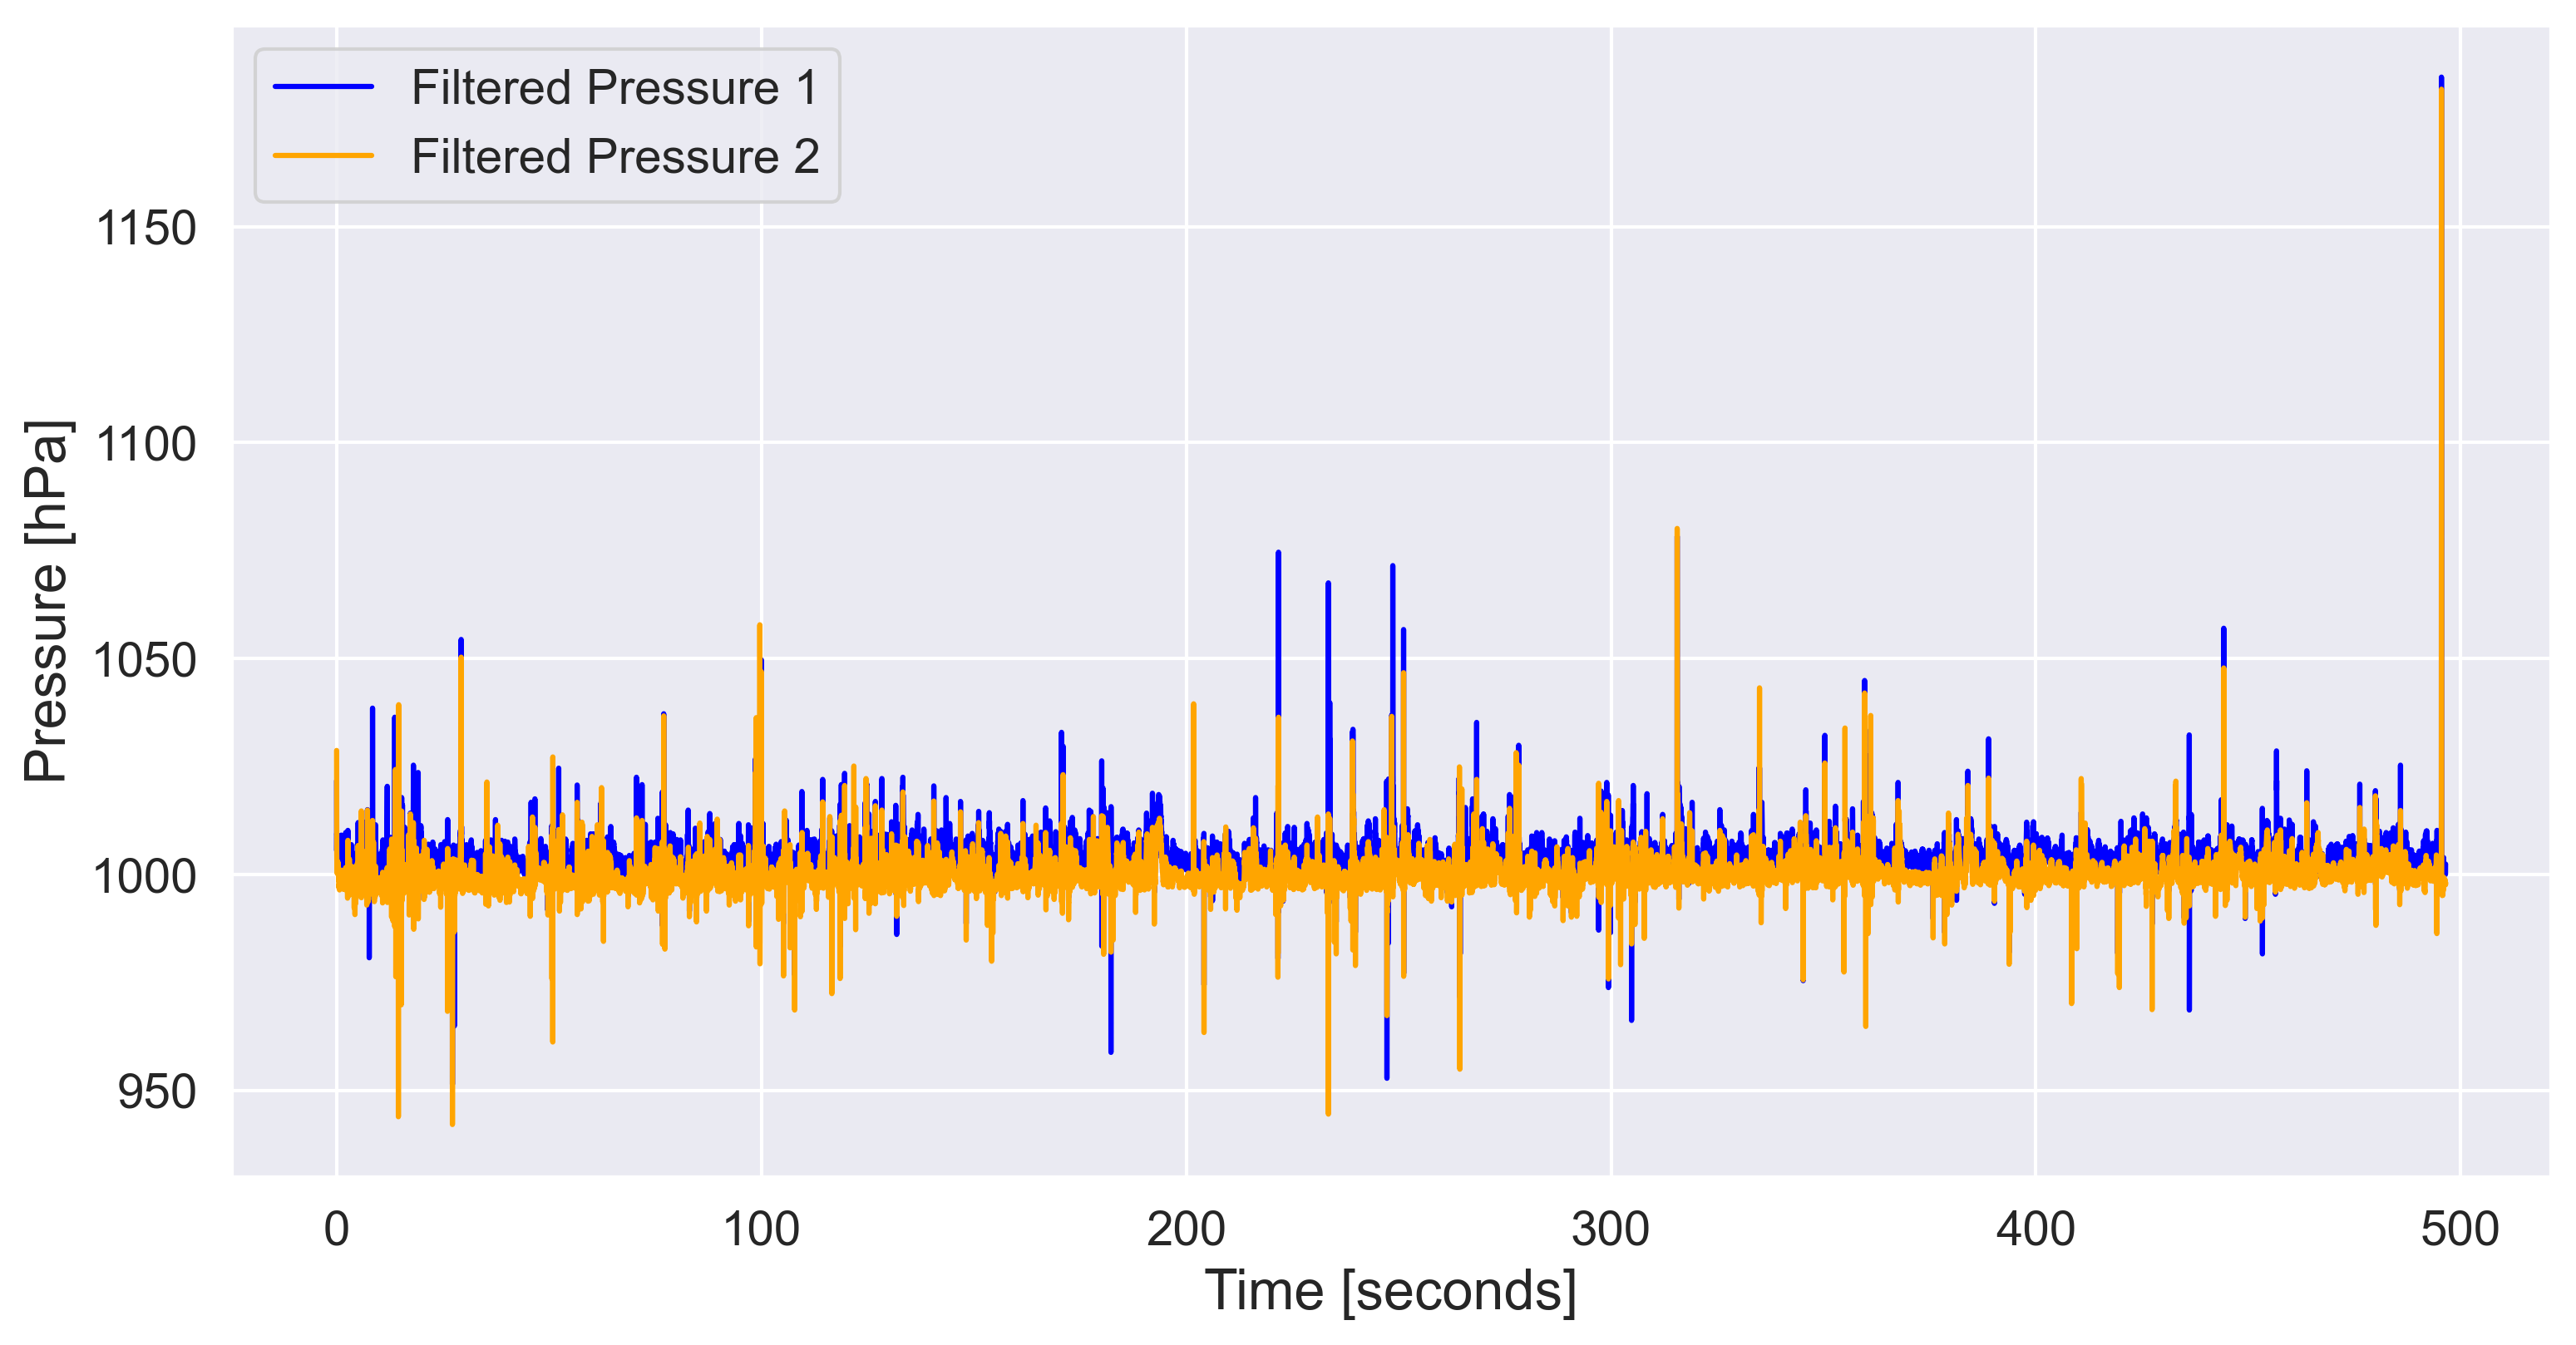 Filtered Pressure 1
Filtered Pressure 2
1150
1100
1050
1000
950
Pressure [hPa]
0 100 200 300 400 500
Time [seconds]